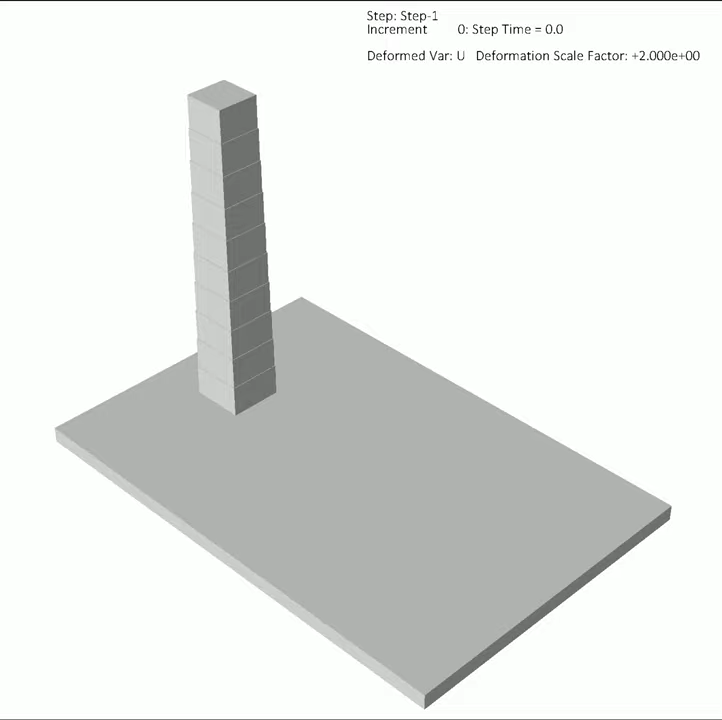 Step: Step-1
Increment 0: Step Time = 0.0
Deformed Var: U Deformation Scale Factor: +2.000e+00